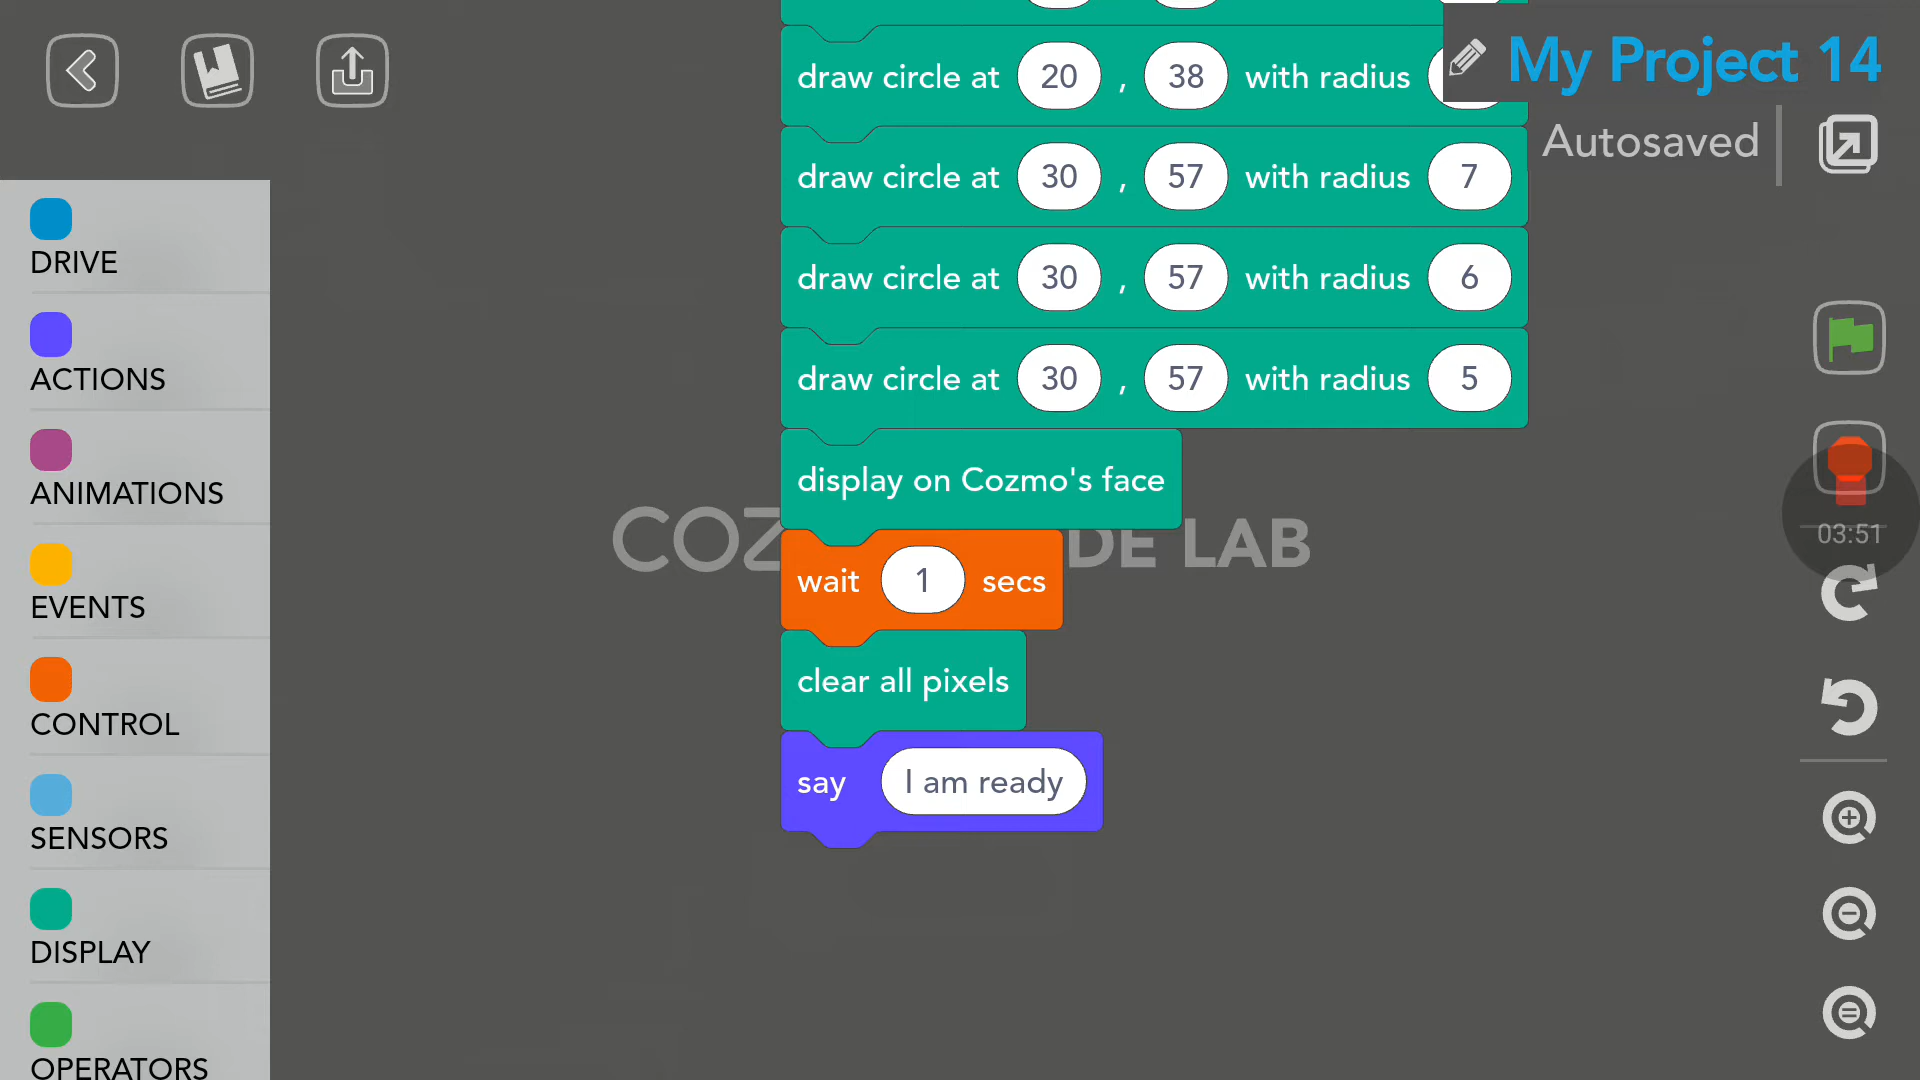 My Project 14
Autosaved
DRIVE
ACTIONS
ANIMATIONS
EVENTS
CONTROL
SENSORS
DISPLAY
OPERATORS
draw circle at 20 , 38 with radius
draw circle at 30 , 57 with radius 7
draw circle at 30 , 57 with radius 6
draw circle at 30 , 57 with radius 5
display on Cozmo's face
COZ DE LAB
wait 1 secs
clear all pixels
say I am ready
03:51